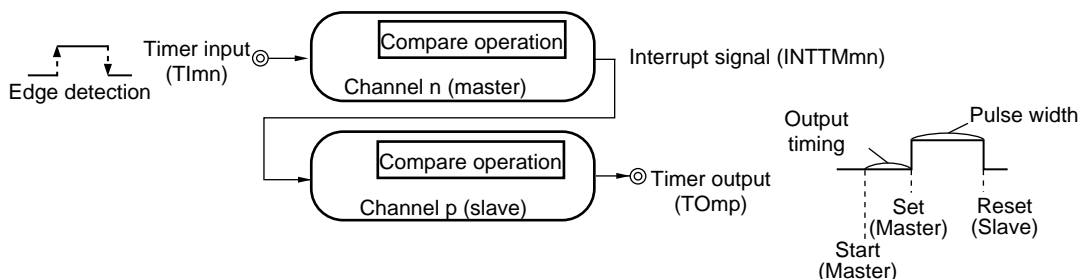 Timer input
(TImn)
Edge detection
Compare operation
Channel n (master)
Interrupt signal (INTTMmn)
Compare operation
Channel p (slave)
Timer output
(TOmp)
Output
timing
Pulse width
Set
(Master)
Reset
(Slave)
Start
(Master)